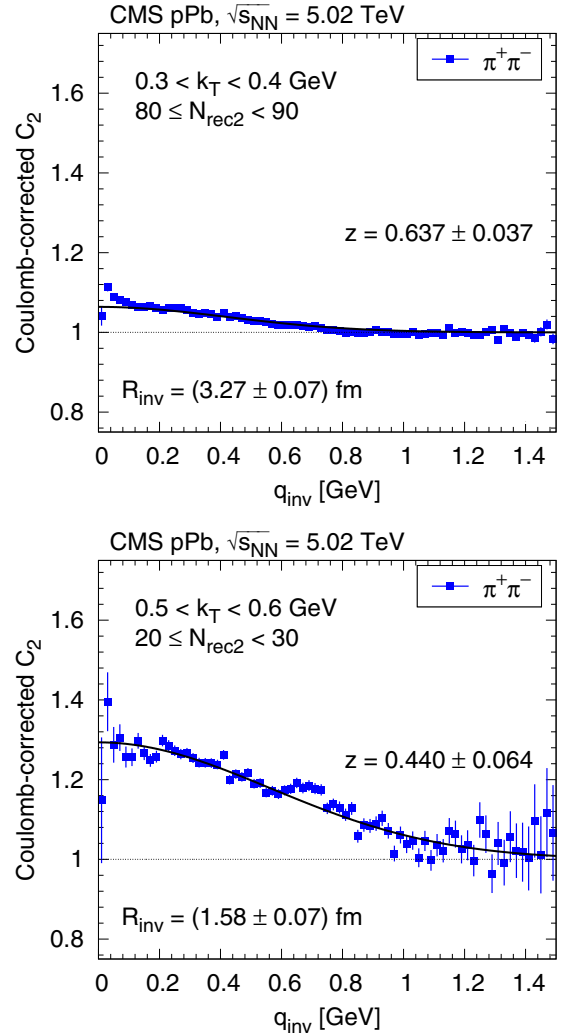 CMS pPb, √sNN = 5.02 TeV
π+π−
0.3 < kT < 0.4 GeV
80 ≤ Nrec2 < 90
z = 0.637 ± 0.037
Rinv = (3.27 ± 0.07) fm
Coulomb-corrected C2
1.6
1.4
1.2
1
0.8
0 0.2 0.4 0.6 0.8 1 1.2 1.4
qinv [GeV]
CMS pPb, √sNN = 5.02 TeV
π+π−
0.5 < kT < 0.6 GeV
20 ≤ Nrec2 < 30
z = 0.440 ± 0.064
Rinv = (1.58 ± 0.07) fm
Coulomb-corrected C2
1.6
1.4
1.2
1
0.8
0 0.2 0.4 0.6 0.8 1 1.2 1.4
qinv [GeV]